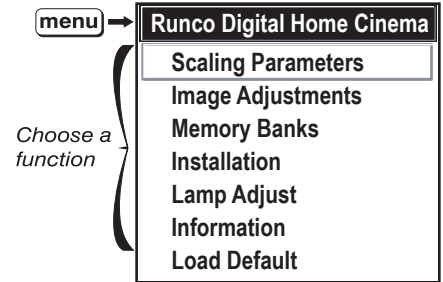 menu
Runco Digital Home Cinema
Scaling Parameters
Image Adjustments
Memory Banks
Installation
Lamp Adjust
Information
Load Default
Choose a
function